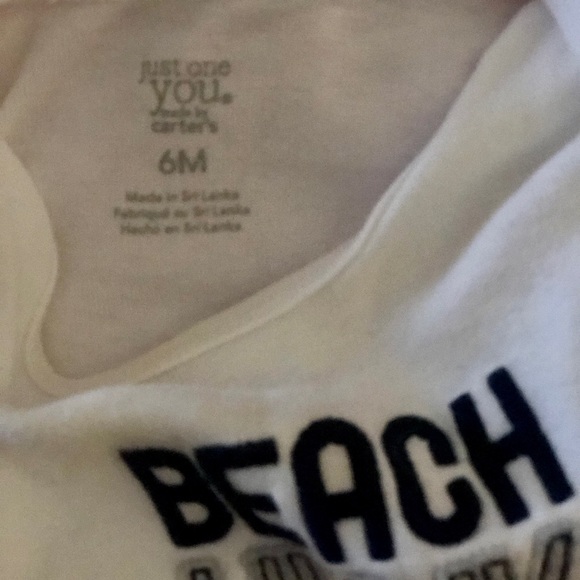 just one
you.
made by
carter's
6M
Made in Sri Lanka
Fabriqué au Sri Lanka
Hecho en Sri Lanka
BEACH